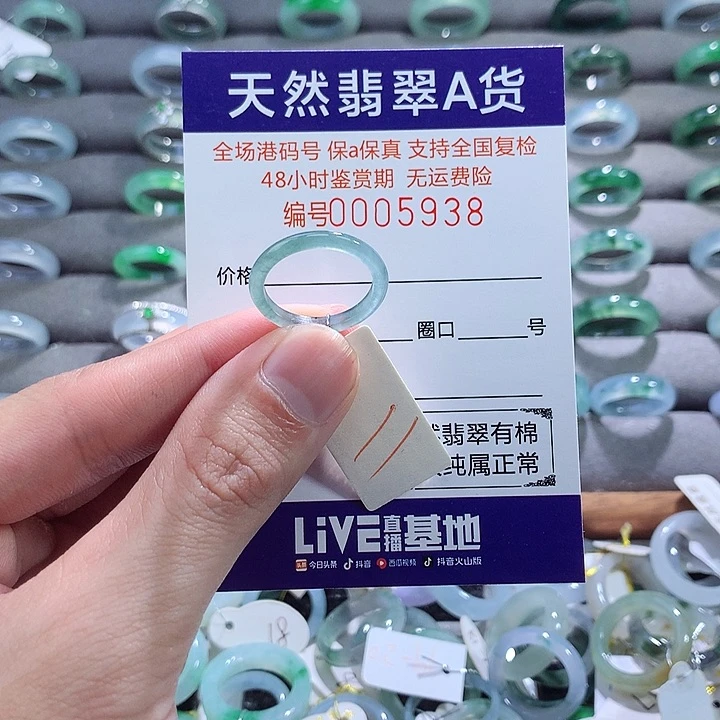 天然翡翠A货
全场港码号 保a保真 支持全国复检
48小时鉴赏期 无运费险
编号0005938
价格
圈口 号
翡翠有棉
纯属正常
LiVE直播基地
头条 今日头条 抖音 西瓜视频 抖音火山版
18